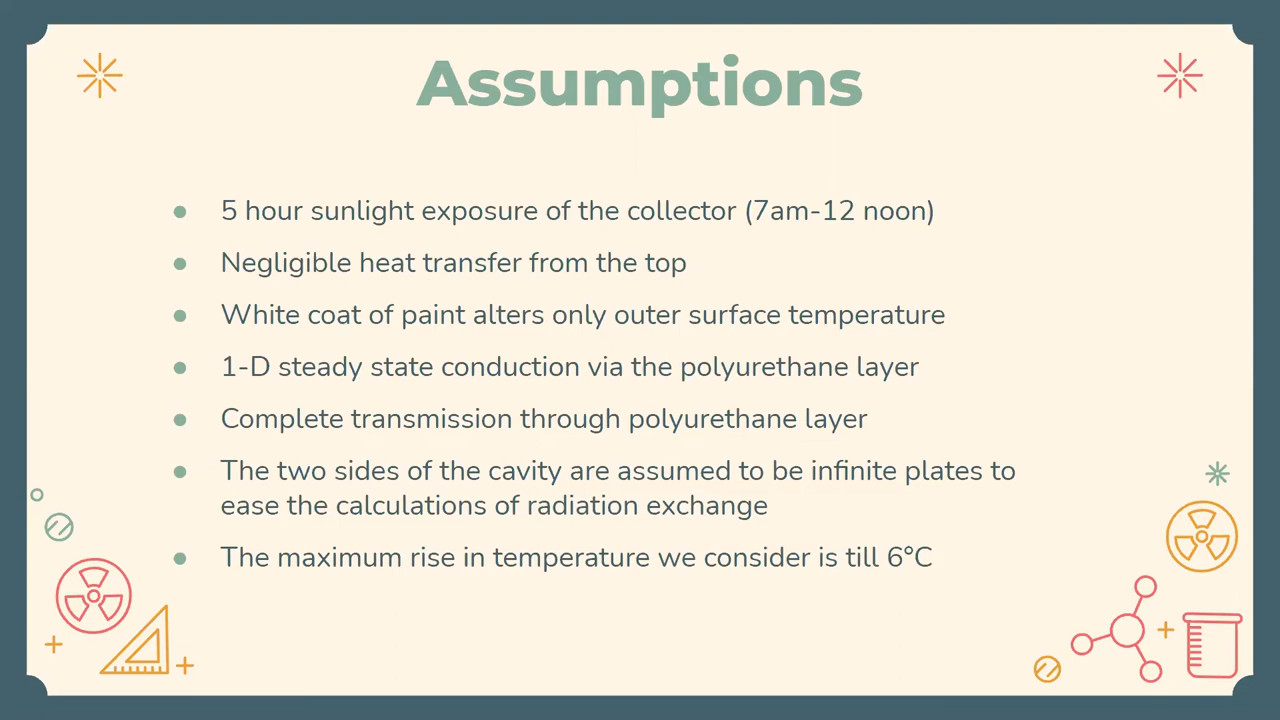 Assumptions
● 5 hour sunlight exposure of the collector (7am-12 noon)
● Negligible heat transfer from the top
● White coat of paint alters only outer surface temperature
● 1-D steady state conduction via the polyurethane layer
● Complete transmission through polyurethane layer
● The two sides of the cavity are assumed to be infinite plates to
ease the calculations of radiation exchange
● The maximum rise in temperature we consider is till 6°C